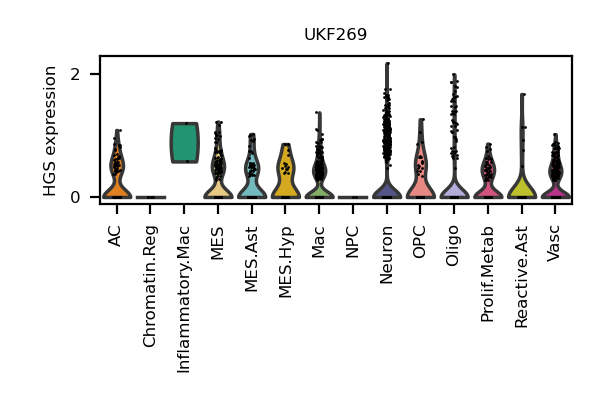 UKF269
HGS expression
2
0
AC
Chromatin.Reg
Inflammatory.Mac
MES
MES.Ast
MES.Hyp
Mac
NPC
Neuron
OPC
Oligo
Prolif.Metab
Reactive.Ast
Vasc